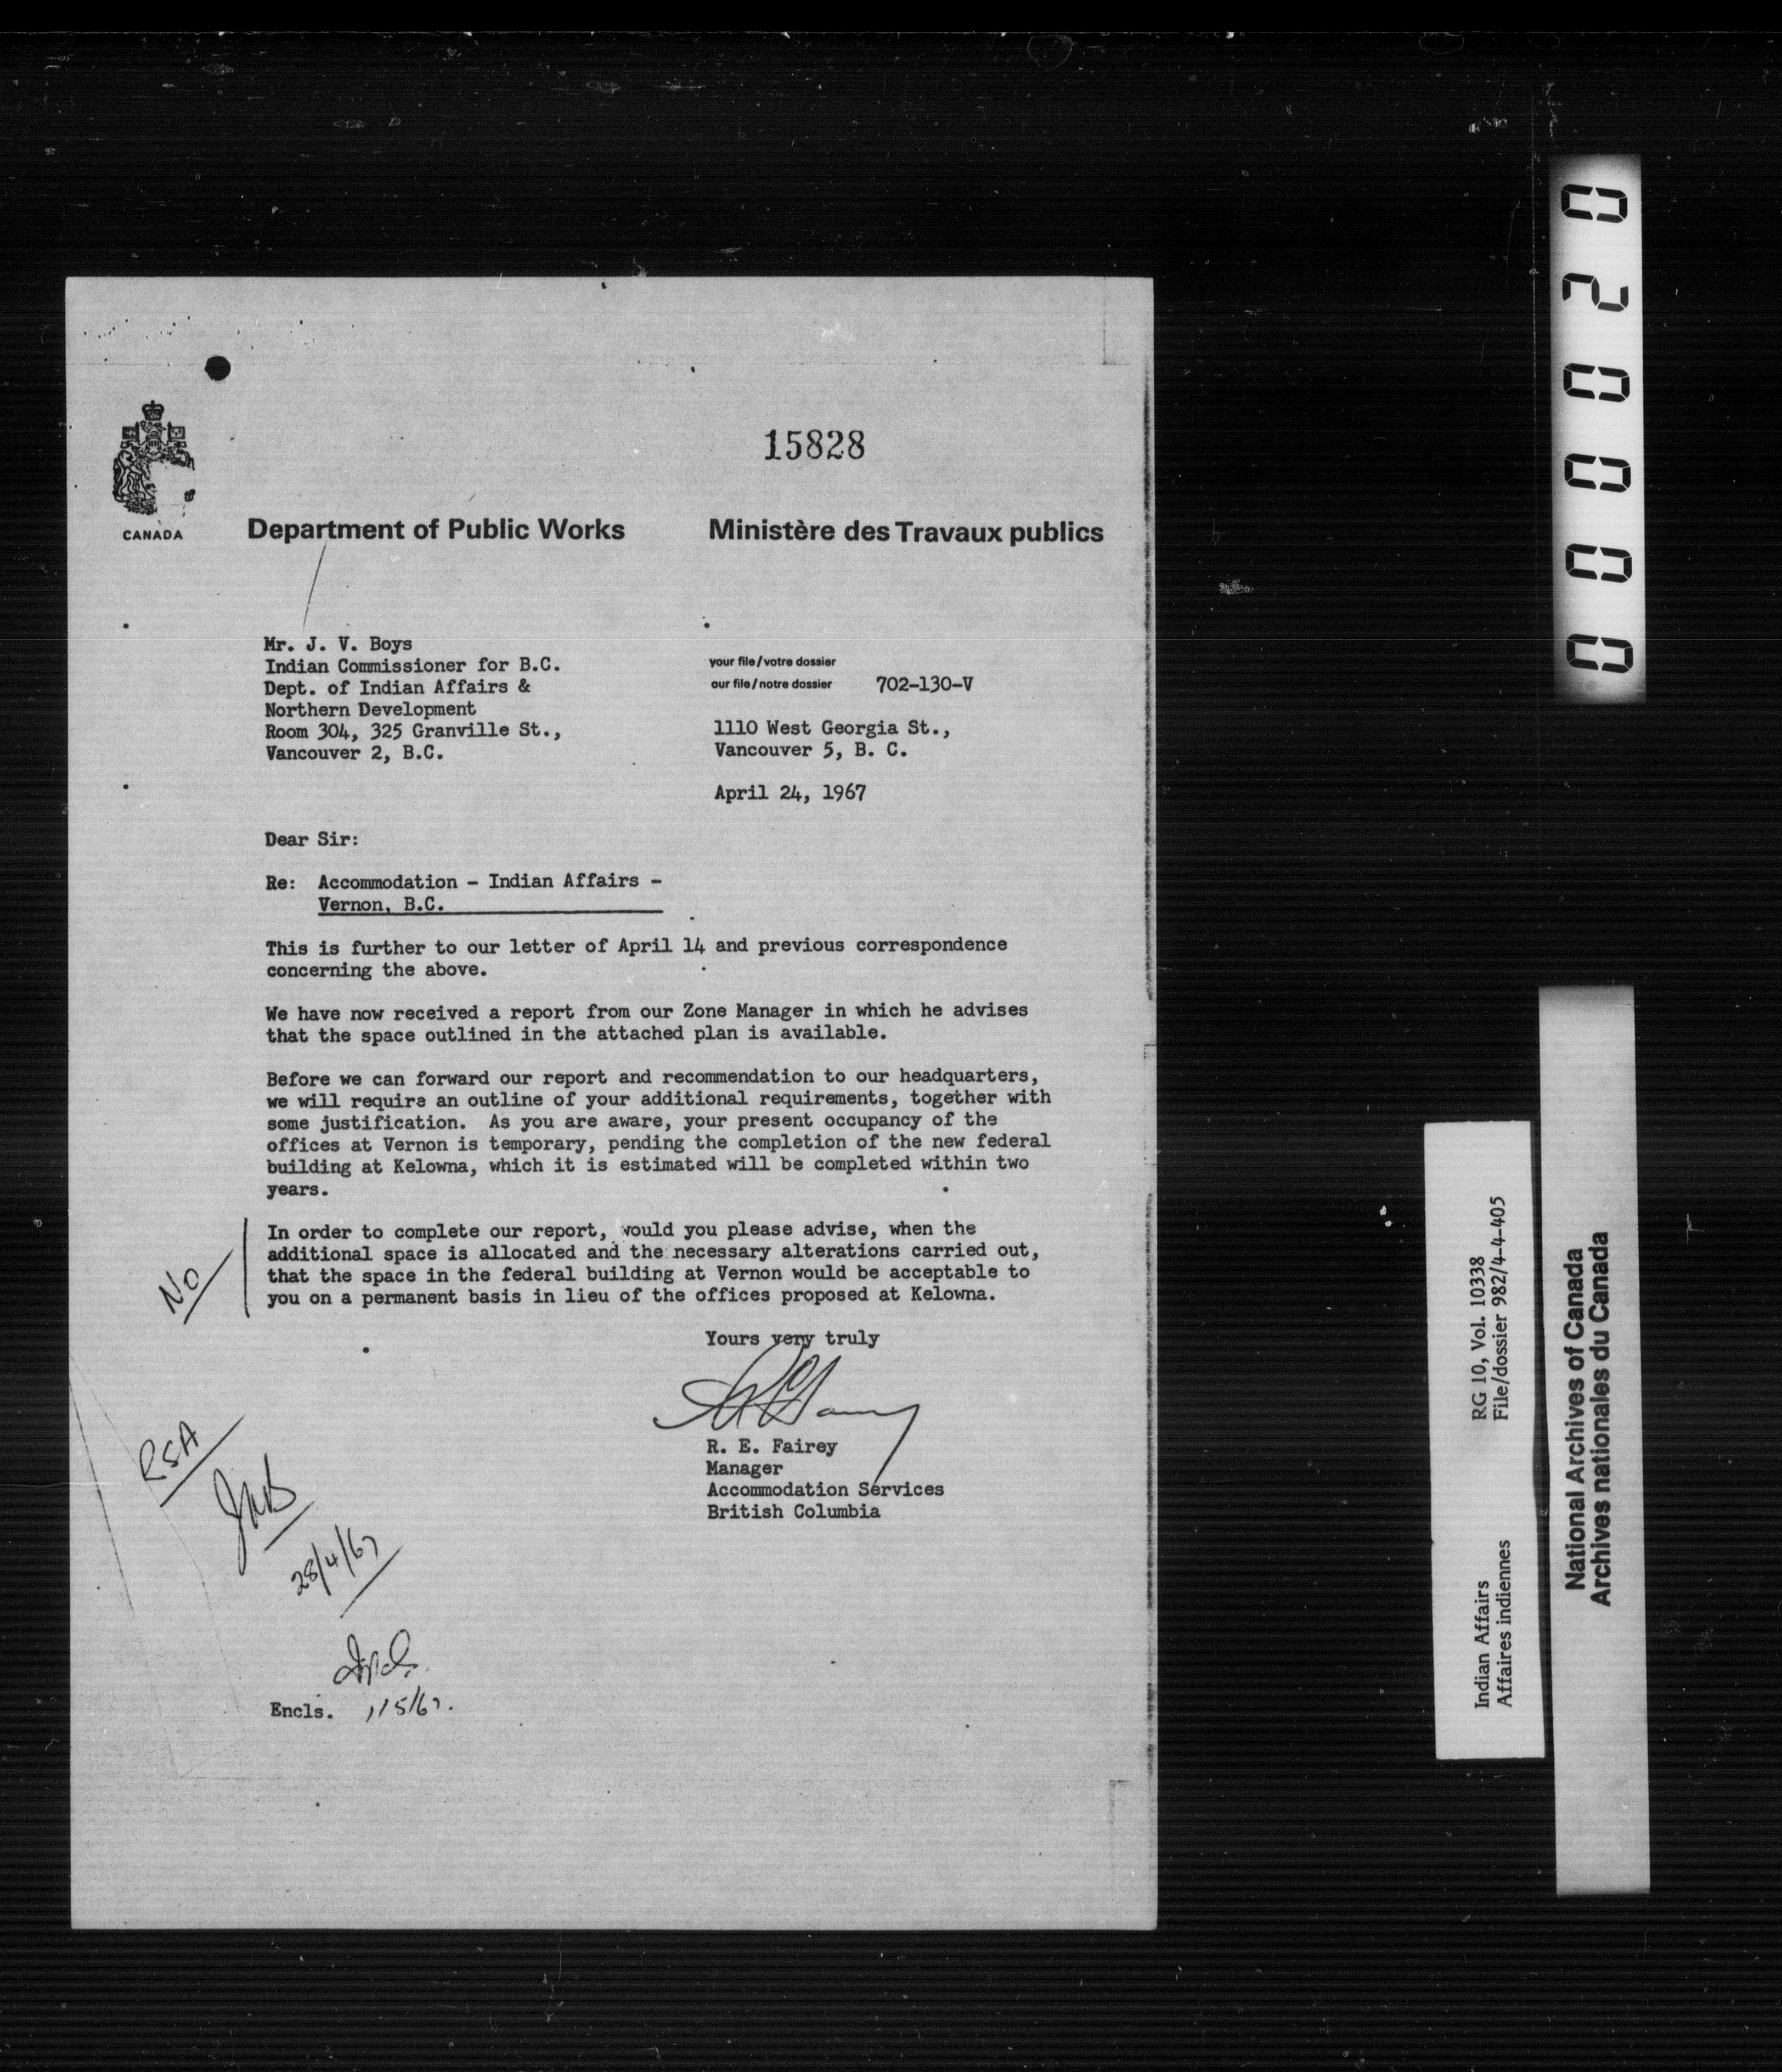 15828
CANADA
Department of Public Works
Ministère des Travaux publics
Mr. J. V. Boys
Indian Commissioner for B.C.
Dept. of Indian Affairs &
Northern Development
Room 304, 325 Granville St.,
Vancouver 2, B.C.
your file/votre dossier
our file/notre dossier 702-130-V
1110 West Georgia St.,
Vancouver 5, B. C.
April 24, 1967
Dear Sir:
Re: Accommodation - Indian Affairs -
Vernon, B.C.
This is further to our letter of April 14 and previous correspondence
concerning the above.
We have now received a report from our Zone Manager in which he advises
that the space outlined in the attached plan is available.
Before we can forward our report and recommendation to our headquarters,
we will require an outline of your additional requirements, together with
some justification. As you are aware, your present occupancy of the
offices at Vernon is temporary, pending the completion of the new federal
building at Kelowna, which it is estimated will be completed within two
years.
In order to complete our report, would you please advise, when the
additional space is allocated and the necessary alterations carried out,
that the space in the federal building at Vernon would be acceptable to
you on a permanent basis in lieu of the offices proposed at Kelowna.
No
Yours very truly
R. E. Fairey
Manager
Accommodation Services
British Columbia
RSA
28/4/67
Encls. 1/5/67.
000020
RG 10, Vol. 10338
File/dossier 982/4-4-405
Indian Affairs
Affaires indiennes
National Archives of Canada
Archives nationales du Canada